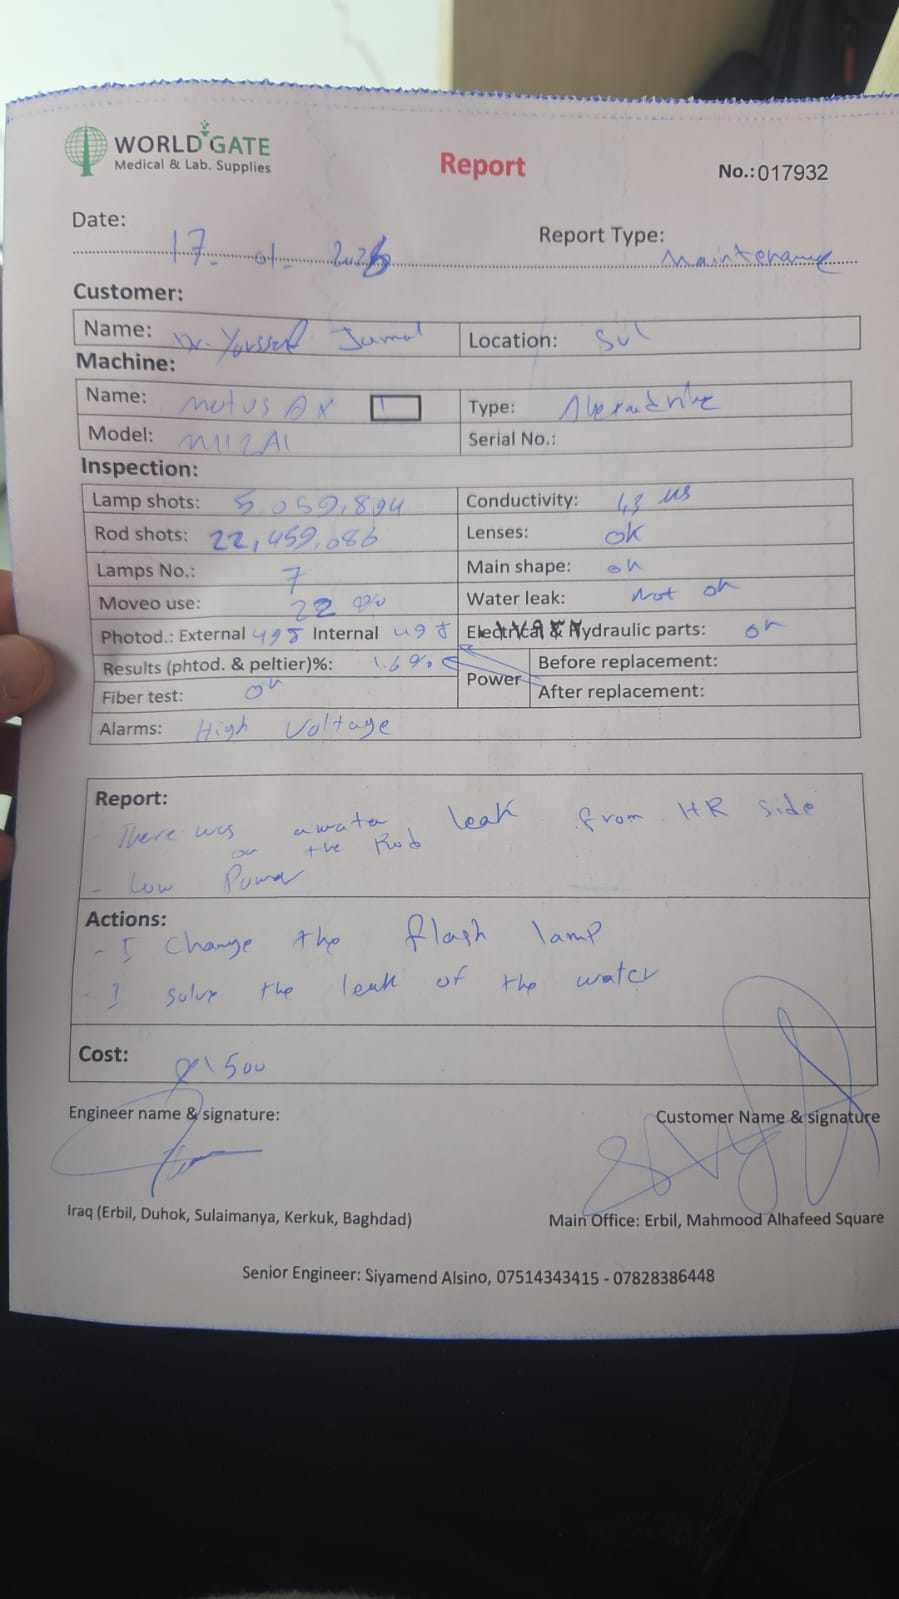 WORLD GATE
Medical & Lab. Supplies
Report
No.: 017932
Date: 17. 01. 2026
Report Type: Maintenance
Customer:
Name: Dr. Youssef Jamal
Location: Sul
Machine:
Name: Motus AX
Type: Alexandrite
Model: M112A1
Serial No.:
Inspection:
Lamp shots: 5 059,894
Conductivity: 1,3 us
Rod shots: 22,459,086
Lenses: ok
Lamps No.: 7
Main shape: ok
Moveo use: 22 %
Water leak: Not ok
Photod.: External 495 Internal 495
Electrical & Hydraulic parts: ok
Results (phtod. & peltier)%: 1.6%
Power
Before replacement:
Fiber test: ok
After replacement:
Alarms: High Voltage
Report:
- There was a water leak from HR side
on the Rod
- Low Power
Actions:
- I change the flash lamp
- I solve the leak of the water
Cost: 500
Engineer name & signature:
Customer Name & signature
Iraq (Erbil, Duhok, Sulaimanya, Kerkuk, Baghdad)
Main Office: Erbil, Mahmood Alhafeed Square
Senior Engineer: Siyamend Alsino, 07514343415 - 07828386448